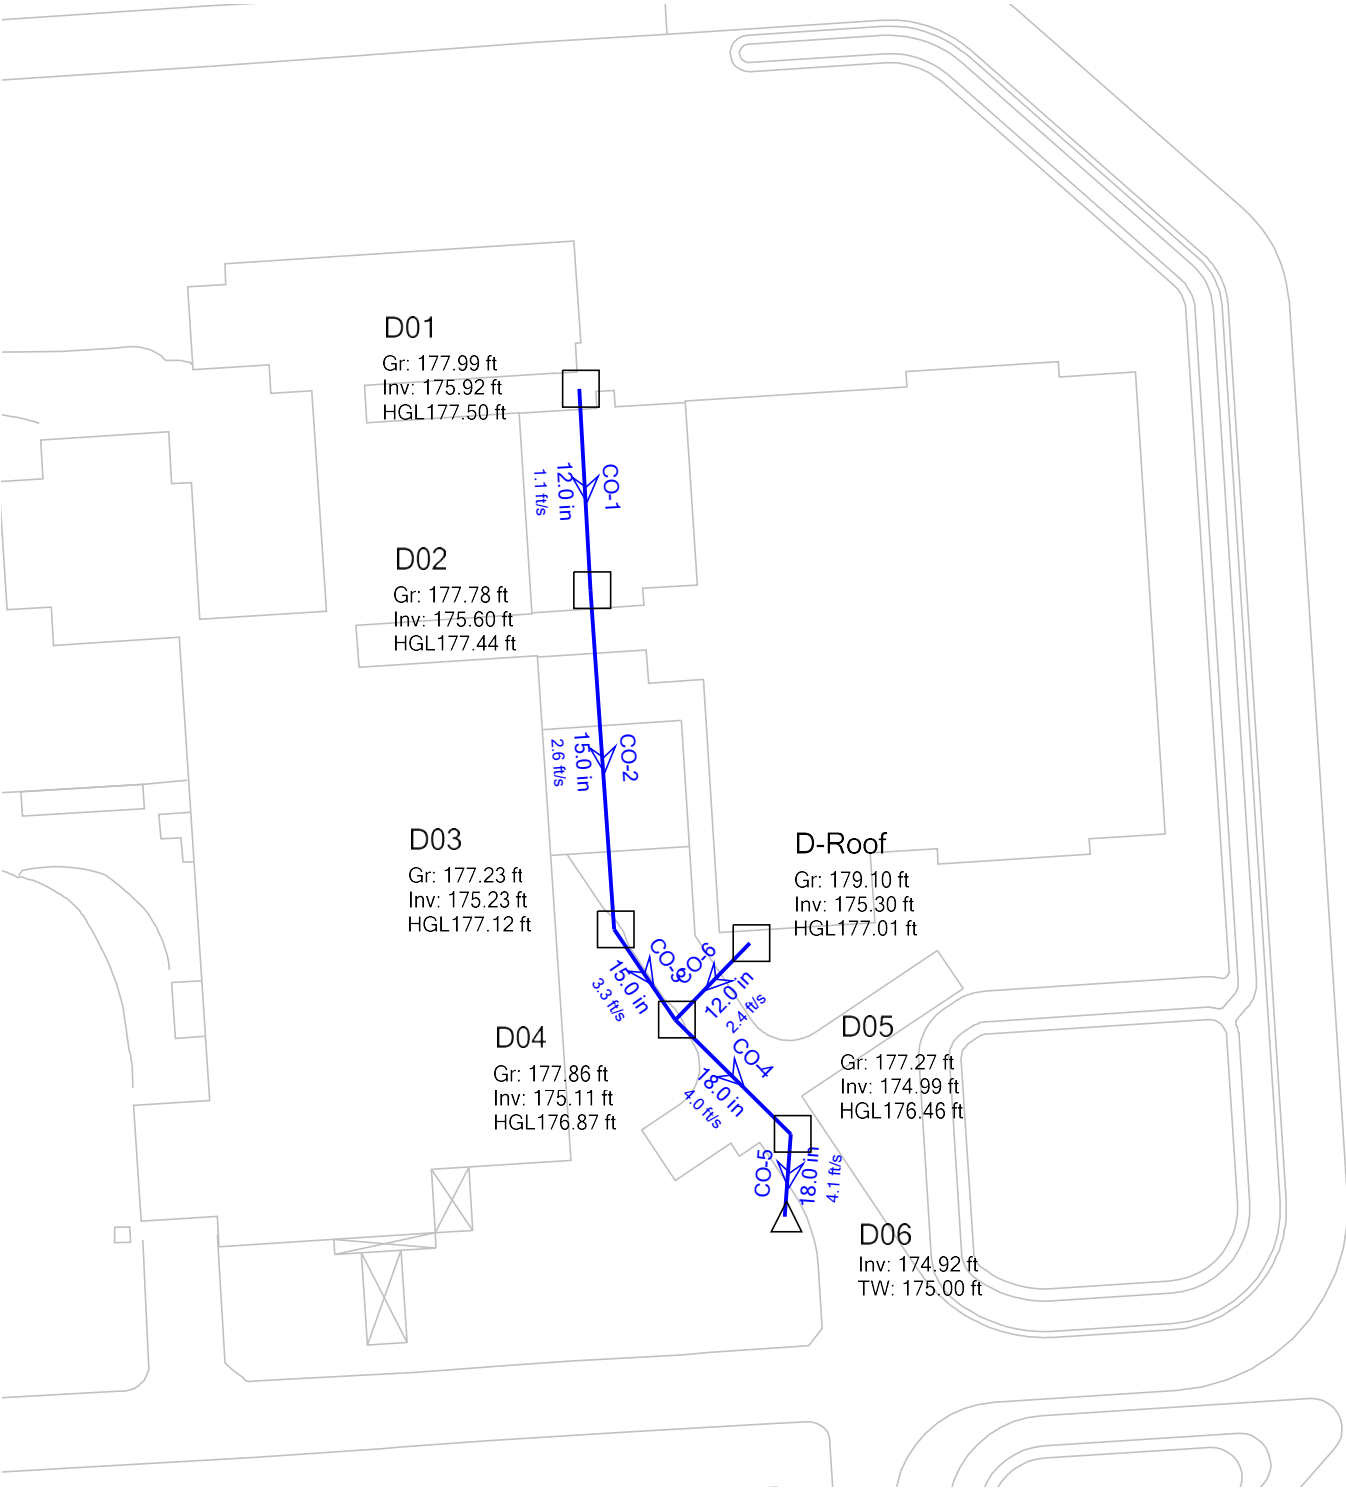 D01
Gr: 177.99 ft
Inv: 175.92 ft
HGL177.50 ft
CO-1
12.0 in
1.1 ft/s
D02
Gr: 177.78 ft
Inv: 175.60 ft
HGL177.44 ft
CO-2
15.0 in
2.6 ft/s
D03
Gr: 177.23 ft
Inv: 175.23 ft
HGL177.12 ft
D-Roof
Gr: 179.10 ft
Inv: 175.30 ft
HGL177.01 ft
CO-3
15.0 in
3.3 ft/s
CO-6
12.0 in
2.4 ft/s
D04
Gr: 177.86 ft
Inv: 175.11 ft
HGL176.87 ft
CO-4
18.0 in
4.0 ft/s
D05
Gr: 177.27 ft
Inv: 174.99 ft
HGL176.46 ft
CO-5
18.0 in
4.1 ft/s
D06
Inv: 174.92 ft
TW: 175.00 ft